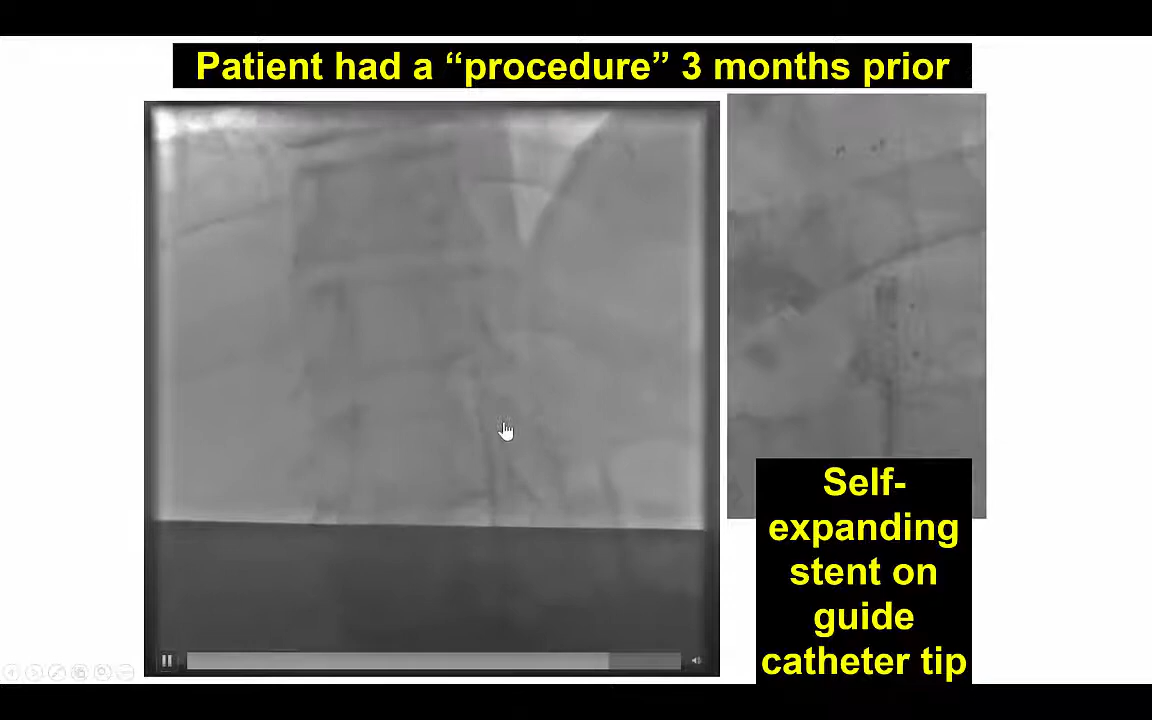 Patient had a “procedure” 3 months prior
Self-
expanding
stent on
guide
catheter tip